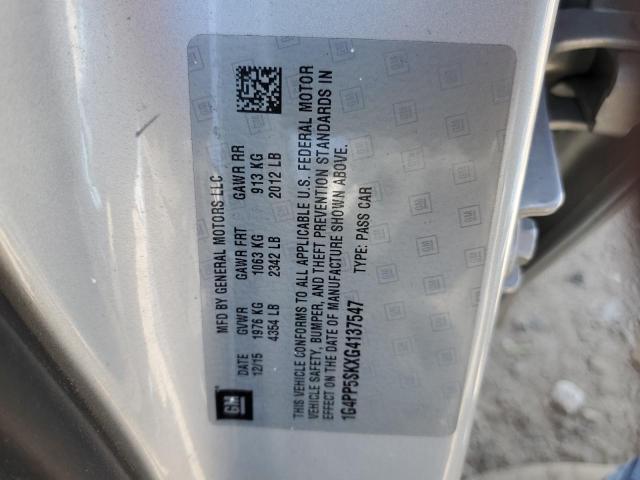 GM
MFD BY GENERAL MOTORS LLC
DATE GVWR GAWR FRT GAWR RR
12/15 1976 KG 1063 KG 913 KG
4354 LB 2342 LB 2012 LB
THIS VEHICLE CONFORMS TO ALL APPLICABLE U.S. FEDERAL MOTOR
VEHICLE SAFETY, BUMPER, AND THEFT PREVENTION STANDARDS IN
EFFECT ON THE DATE OF MANUFACTURE SHOWN ABOVE.
1G4PP5SKXG4137547 TYPE: PASS CAR